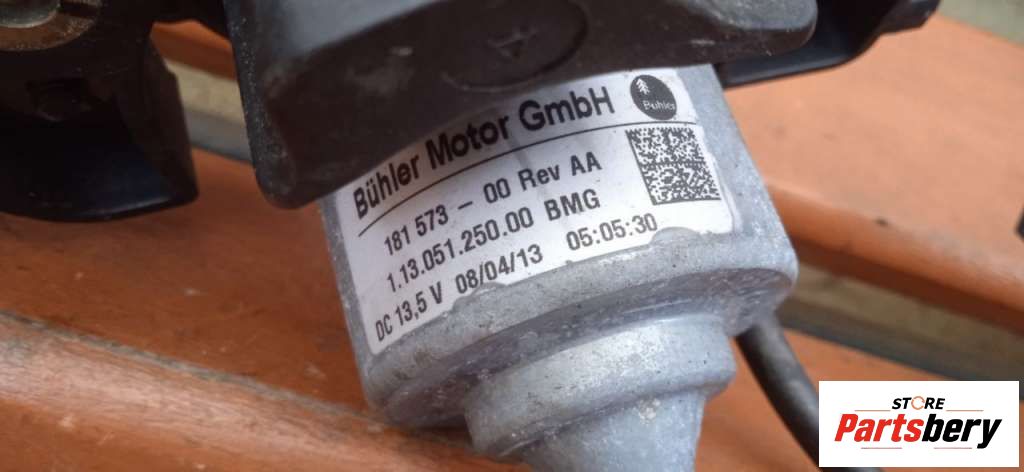 Bühler Motor GmbH
Bühler
181 573 - 00 Rev AA
1.13.051.250.00 BMG
DC 13,5 V 08/04/13 05:05:30
STORE
Partsbery